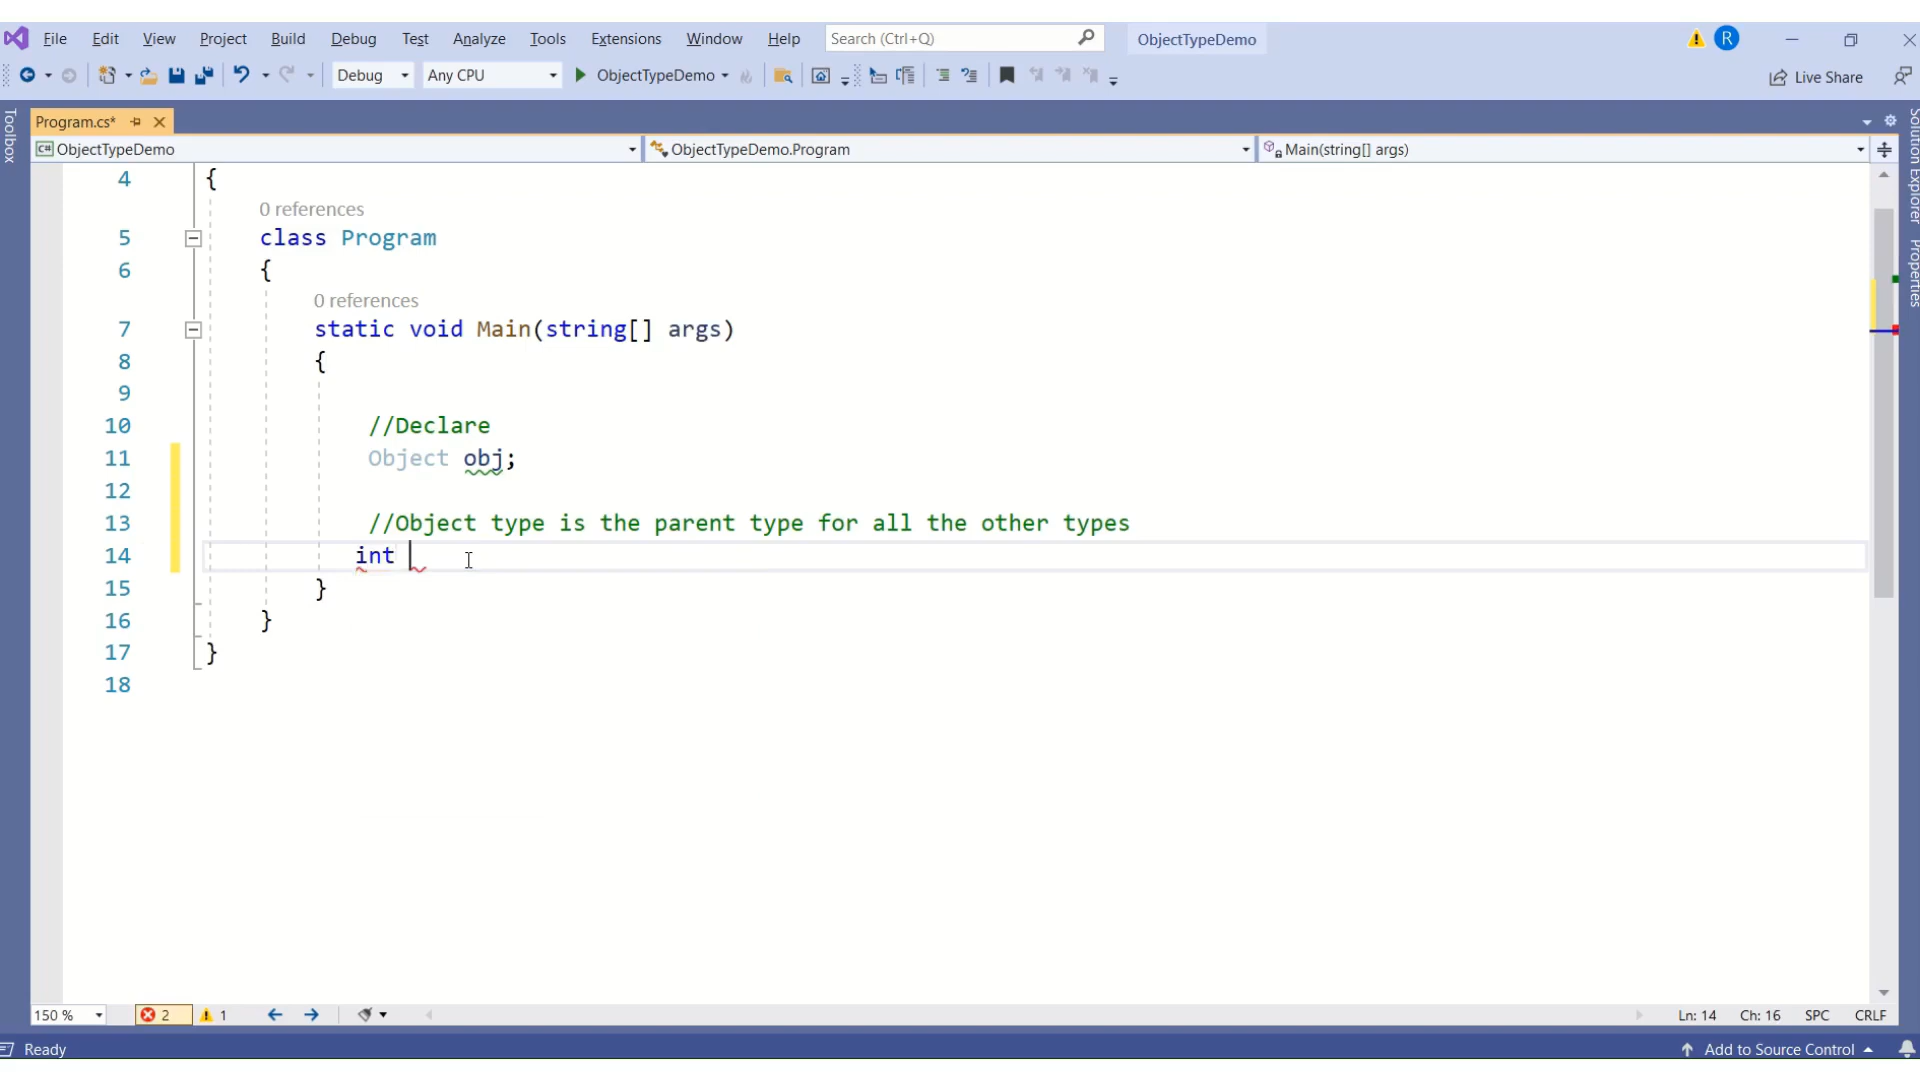 File Edit View Project Build Debug Test Analyze Tools Extensions Window Help Search (Ctrl+Q) ObjectTypeDemo R
Debug Any CPU ObjectTypeDemo Live Share
Toolbox
Program.cs*
Solution Explorer
Properties
C# ObjectTypeDemo ObjectTypeDemo.Program Main(string[] args)
4 {
0 references
5 class Program
6 {
0 references
7 static void Main(string[] args)
8 {
9
10 //Declare
11 Object obj;
12
13 //Object type is the parent type for all the other types
14 int
15 }
16 }
17 }
18
150 % 2 1 Ln: 14 Ch: 16 SPC CRLF
Ready Add to Source Control